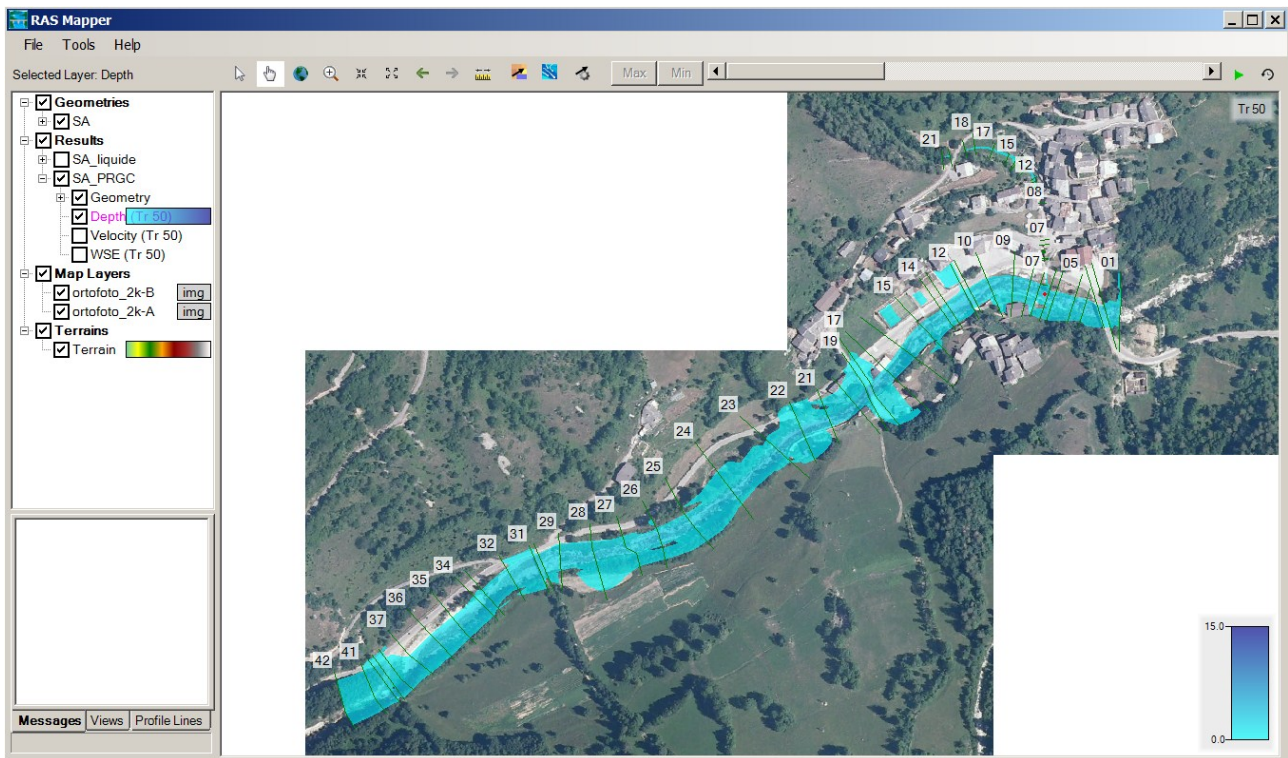 RAS Mapper
File Tools Help
Selected Layer: Depth
Max Min
Geometries
SA
Results
SA_liquide
SA_PRGC
Geometry
Depth (Tr 50)
Velocity (Tr 50)
WSE (Tr 50)
Map Layers
ortofoto_2k-B img
ortofoto_2k-A img
Terrains
Terrain
Messages Views Profile Lines
Tr 50
18
17
21
15
12
08
07
09
10
12
07
05
01
14
15
17
19
21
22
23
24
25
26
27
28
29
31
32
34
35
36
37
41
42
15.0
0.0